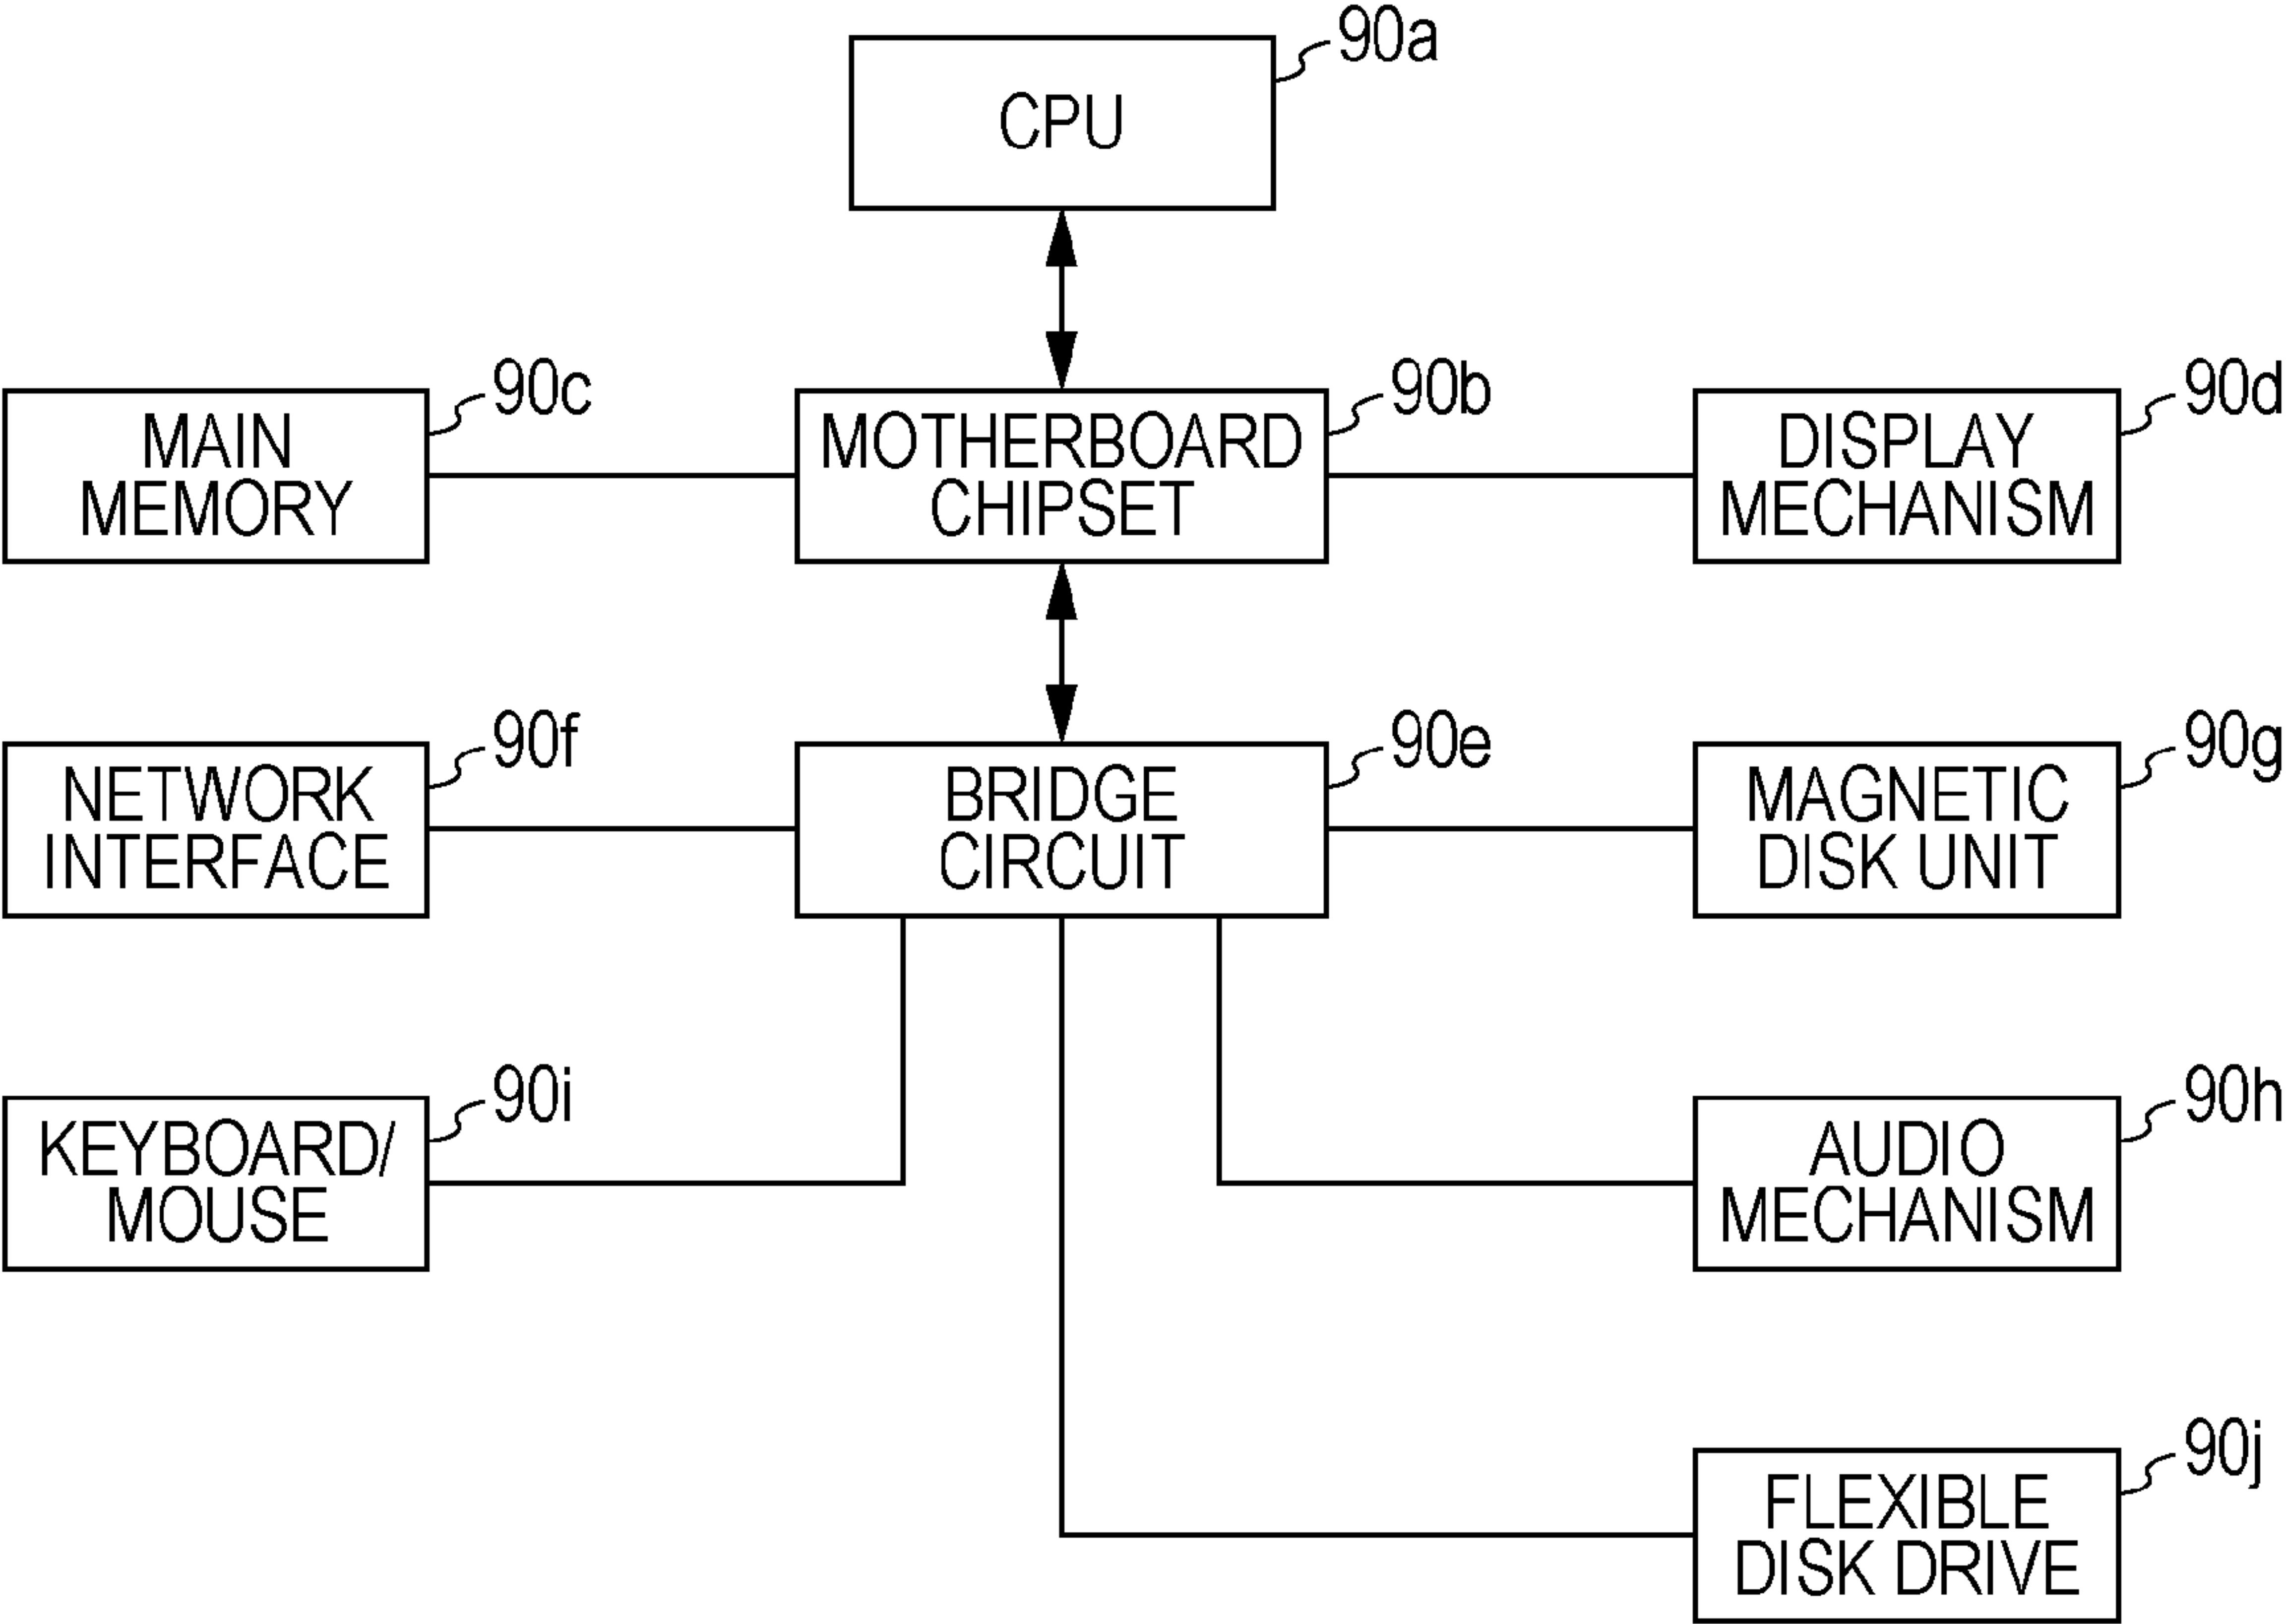 90a
CPU
90c
MAIN
MEMORY
90b
MOTHERBOARD
CHIPSET
90d
DISPLAY
MECHANISM
90f
NETWORK
INTERFACE
90e
BRIDGE
CIRCUIT
90g
MAGNETIC
DISK UNIT
90i
KEYBOARD/
MOUSE
90h
AUDIO
MECHANISM
90j
FLEXIBLE
DISK DRIVE